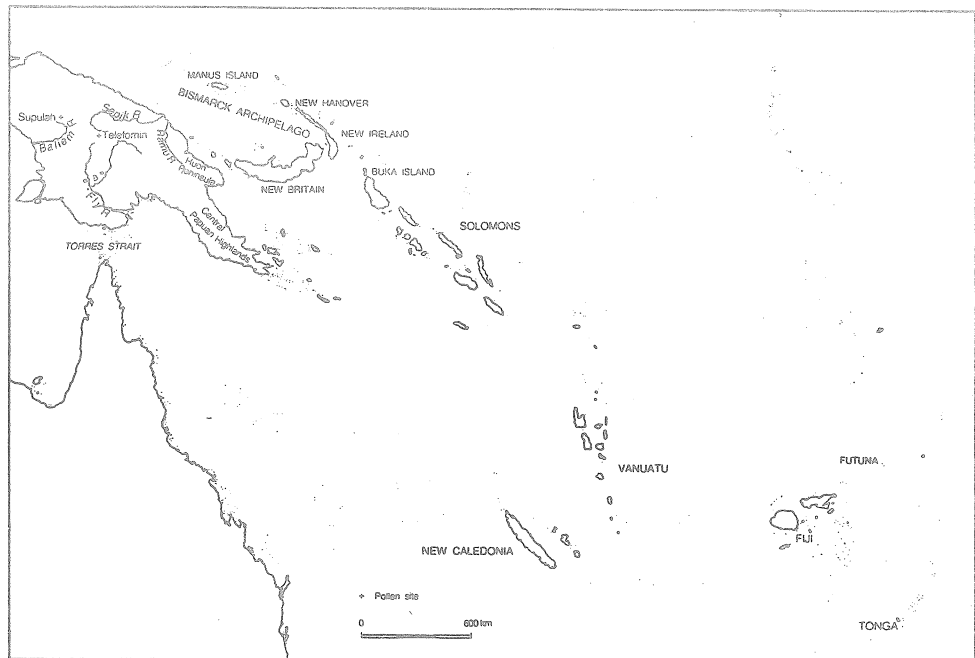 MANUS ISLAND
BISMARCK ARCHIPELAGO
NEW HANOVER
NEW IRELAND
Supulah
Baliem R
Sepik R
Telefomin
Ramu R
Huon
Peninsula
NEW BRITAIN
BUKA ISLAND
Fly R
Central
Papuan Highlands
SOLOMONS
TORRES STRAIT
VANUATU
FUTUNA
FIJI
NEW CALEDONIA
+ Pollen site
0 600 km
TONGA